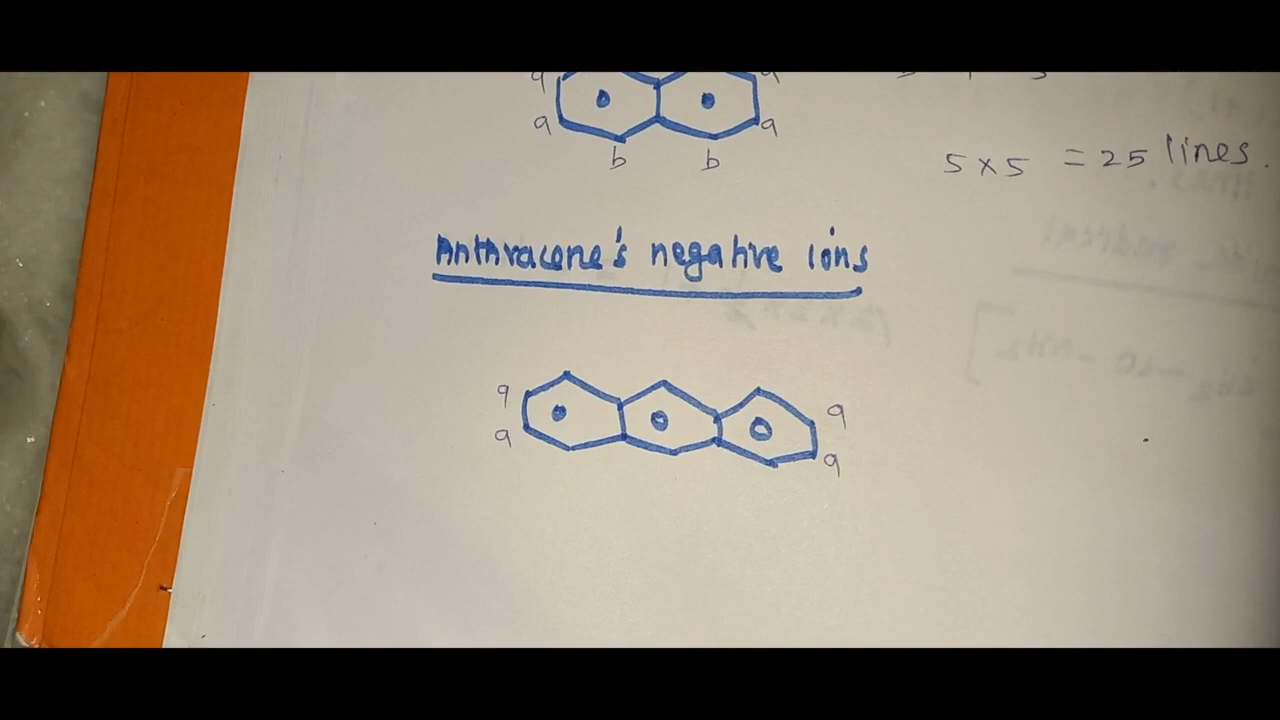 a a
b b
5 x 5 = 25 lines.
Anthracene's negative ions
a a
a a